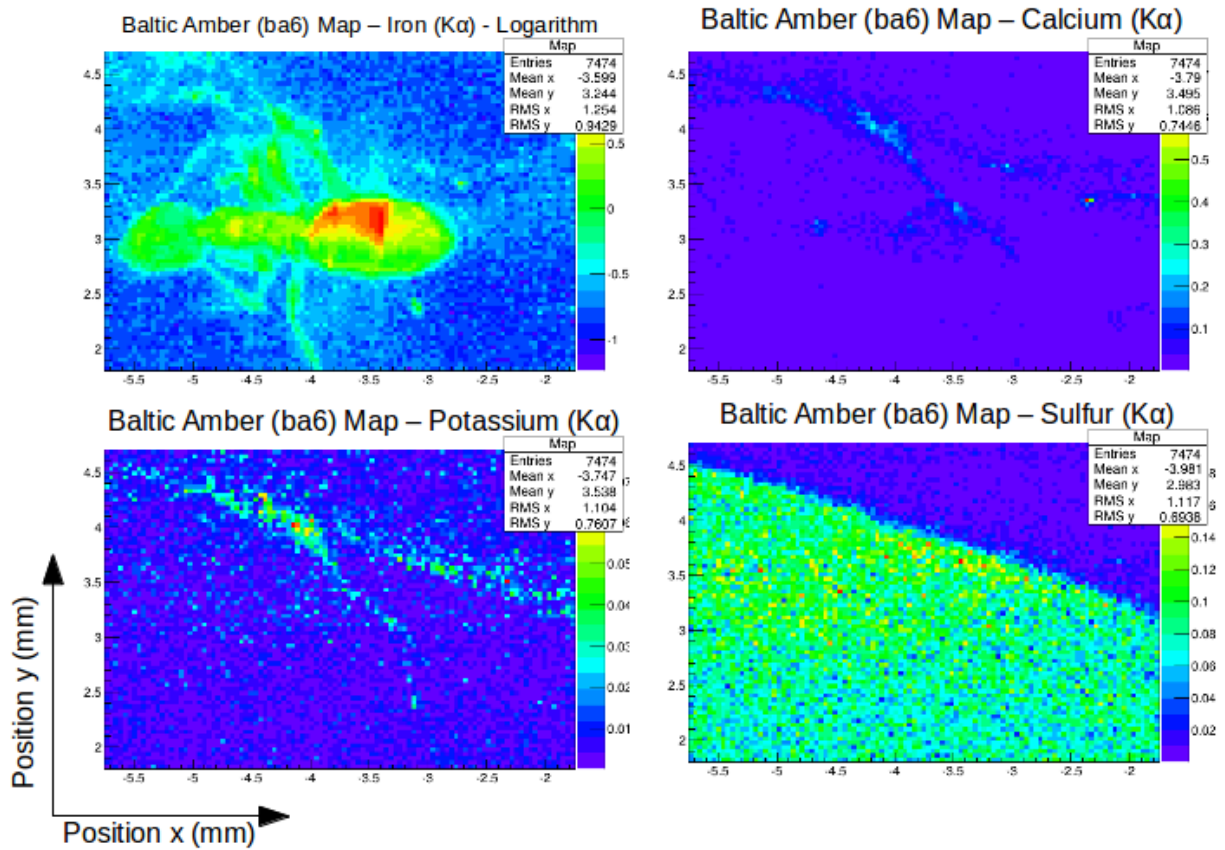 Baltic Amber (ba6) Map – Iron (Kα) - Logarithm
Map
Entries 7474
Mean x -3.599
Mean y 3.244
RMS x 1.254
RMS y 0.9429
4.5
4
3.5
3
2.5
2
0.5
0
-0.5
-1
-5.5 -5 -4.5 -4 -3.5 -3 -2.5 -2
Baltic Amber (ba6) Map – Calcium (Kα)
Map
Entries 7474
Mean x -3.79
Mean y 3.495
RMS x 1.086
RMS y 0.7446
4.5
4
3.5
3
2.5
2
0.5
0.4
0.3
0.2
0.1
-5.5 -5 -4.5 -4 -3.5 -3 -2.5 -2
Baltic Amber (ba6) Map – Potassium (Kα)
Map
Entries 7474
Mean x -3.747
Mean y 3.538
RMS x 1.104
RMS y 0.7607
4.5
4
3.5
3
2.5
2
0.05
0.04
0.03
0.02
0.01
-5.5 -5 -4.5 -4 -3.5 -3 -2.5 -2
Baltic Amber (ba6) Map – Sulfur (Kα)
Map
Entries 7474
Mean x -3.981
Mean y 2.983
RMS x 1.117
RMS y 0.6938
4.5
4
3.5
3
2.5
2
8
6
0.14
0.12
0.1
0.08
0.06
0.04
0.02
-5.5 -5 -4.5 -4 -3.5 -3 -2.5 -2
Position y (mm)
Position x (mm)